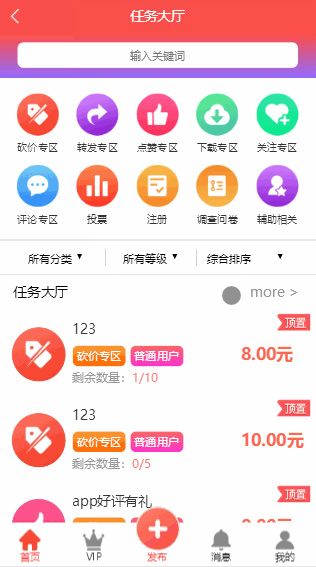 任务大厅
输入关键词
砍价专区 转发专区 点赞专区 下载专区 关注专区
评论专区 投票 注册 调查问卷 辅助相关
所有分类 ▼ 所有等级 ▼ 综合排序 ▼
任务大厅 more >
顶置
123
砍价专区 普通用户 8.00元
剩余数量: 1/10
顶置
123
砍价专区 普通用户 10.00元
剩余数量: 0/5
顶置
app好评有礼
首页 VIP 发布 消息 我的